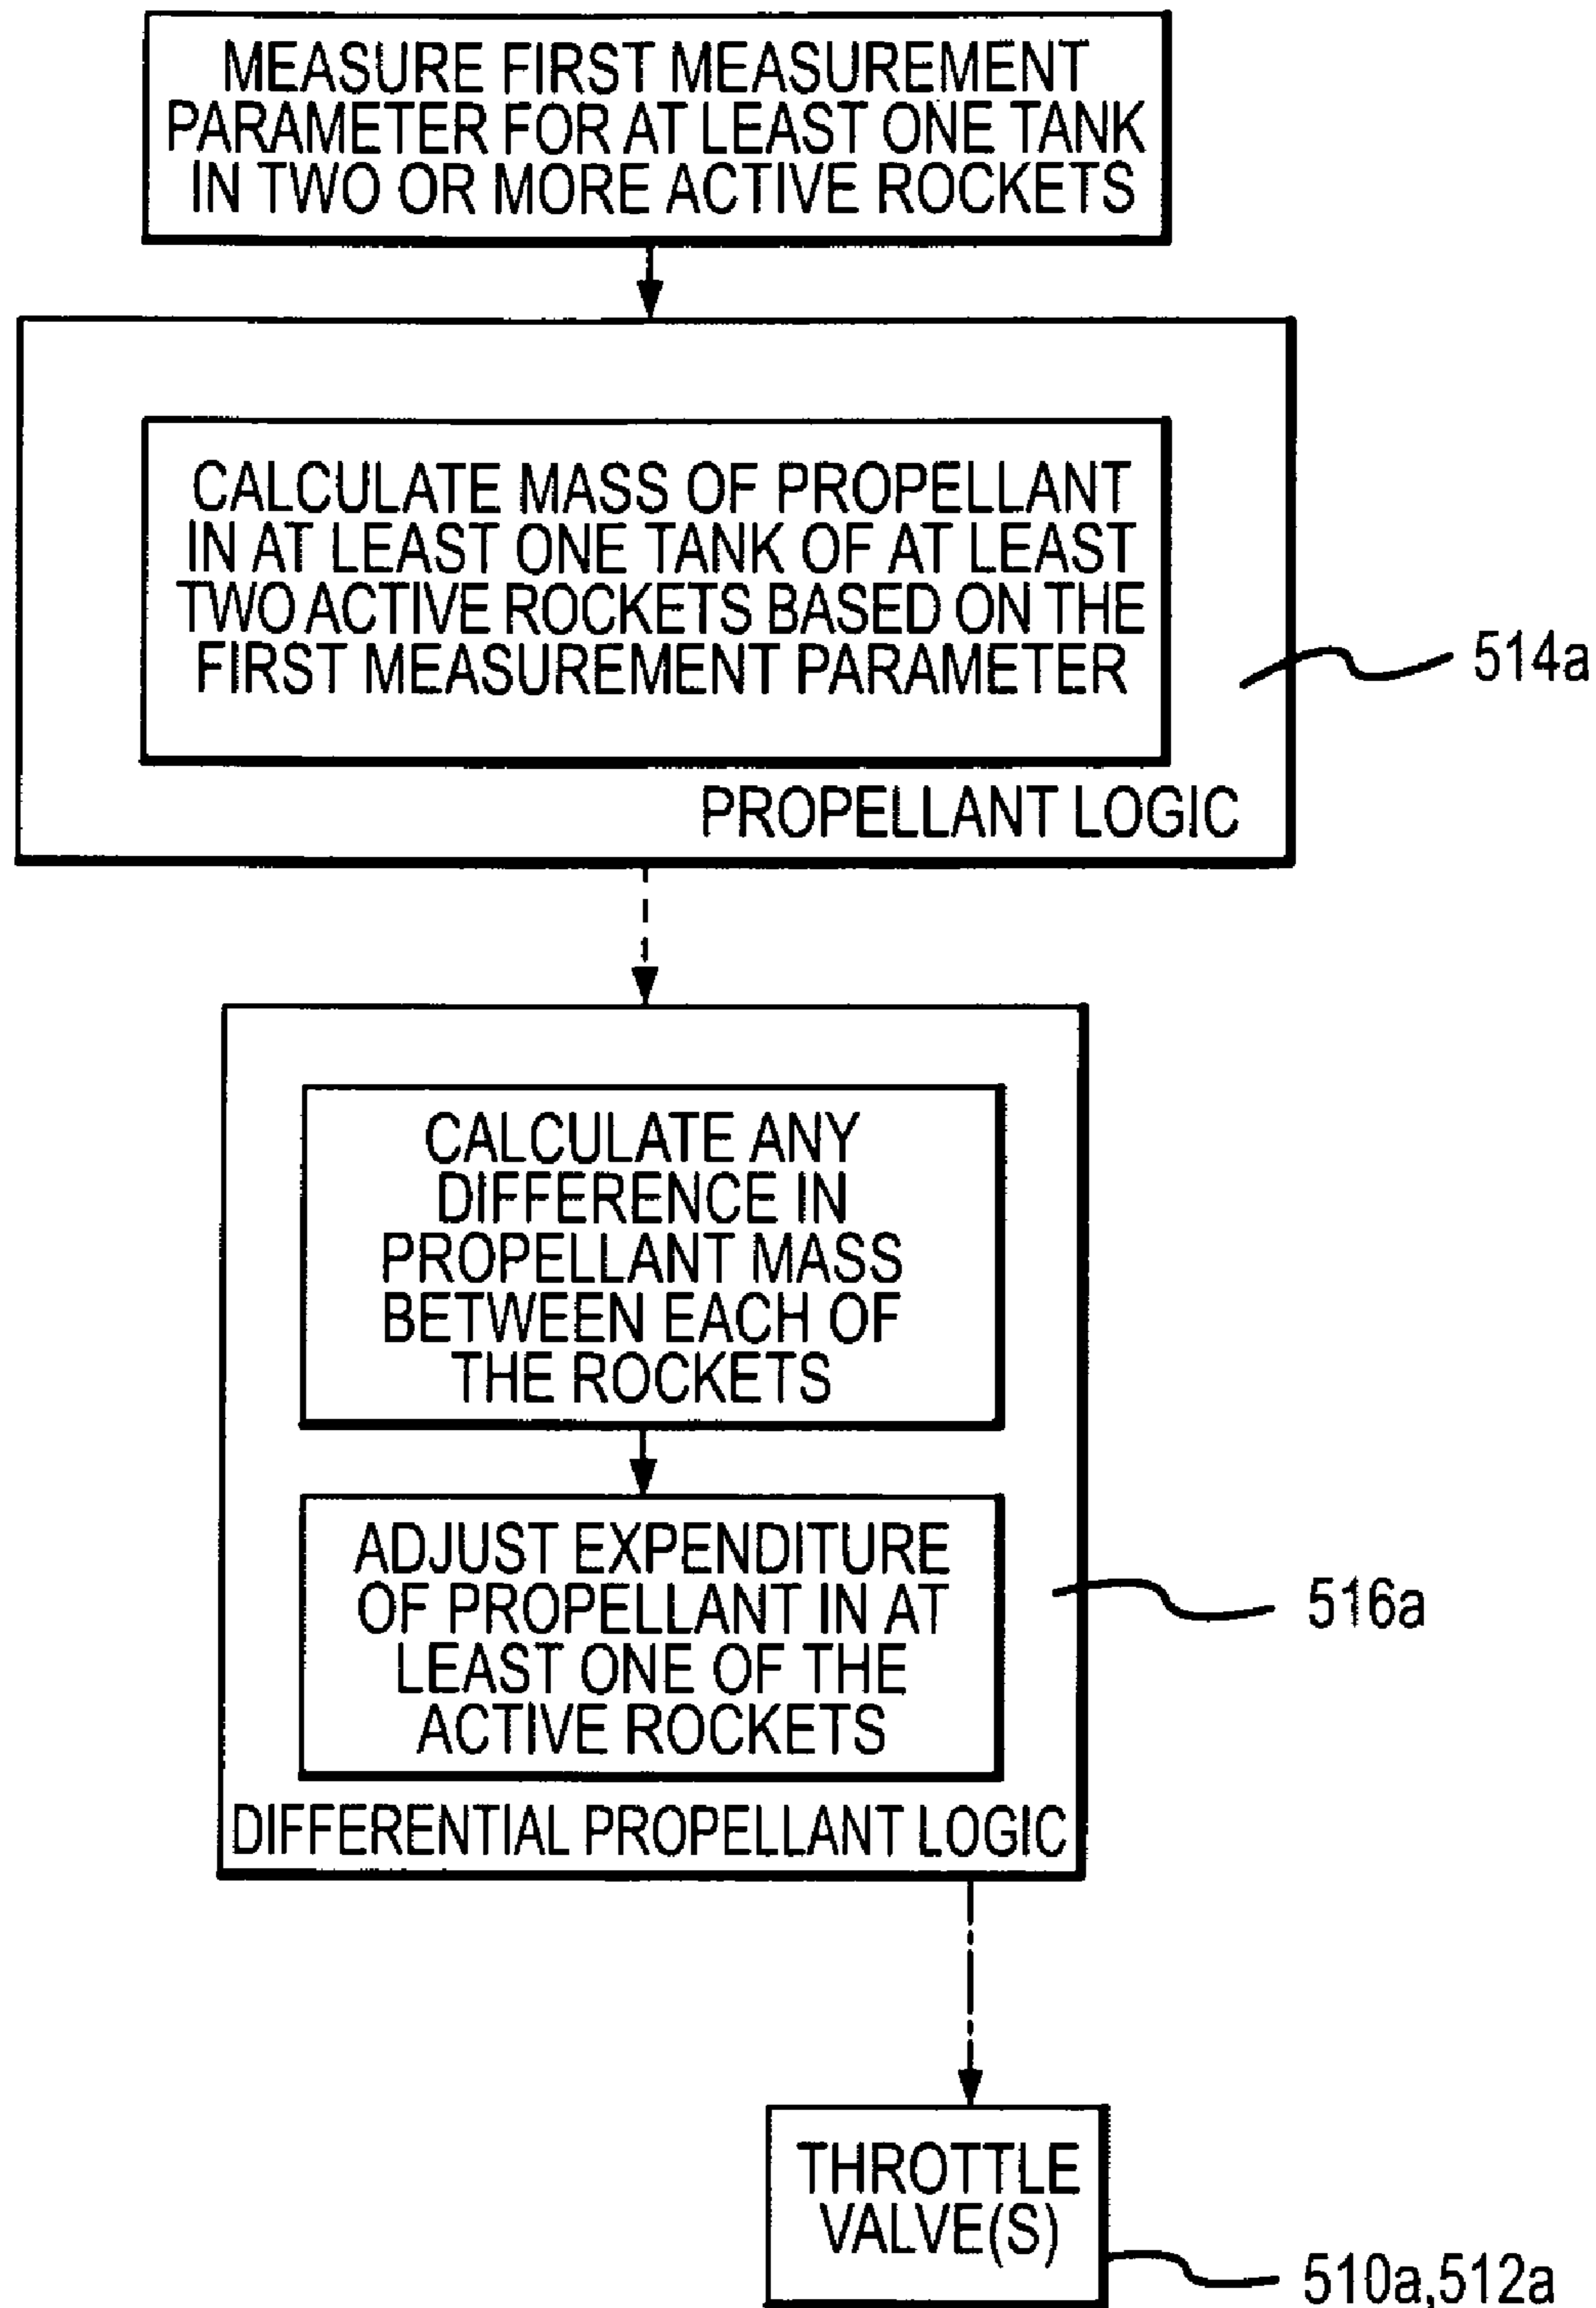 MEASURE FIRST MEASUREMENT
PARAMETER FOR AT LEAST ONE TANK
IN TWO OR MORE ACTIVE ROCKETS
CALCULATE MASS OF PROPELLANT
IN AT LEAST ONE TANK OF AT LEAST
TWO ACTIVE ROCKETS BASED ON THE
FIRST MEASUREMENT PARAMETER
514a
PROPELLANT LOGIC
CALCULATE ANY
DIFFERENCE IN
PROPELLANT MASS
BETWEEN EACH OF
THE ROCKETS
ADJUST EXPENDITURE
OF PROPELLANT IN AT
LEAST ONE OF THE
ACTIVE ROCKETS
516a
DIFFERENTIAL PROPELLANT LOGIC
THROTTLE
VALVE(S)
510a,512a